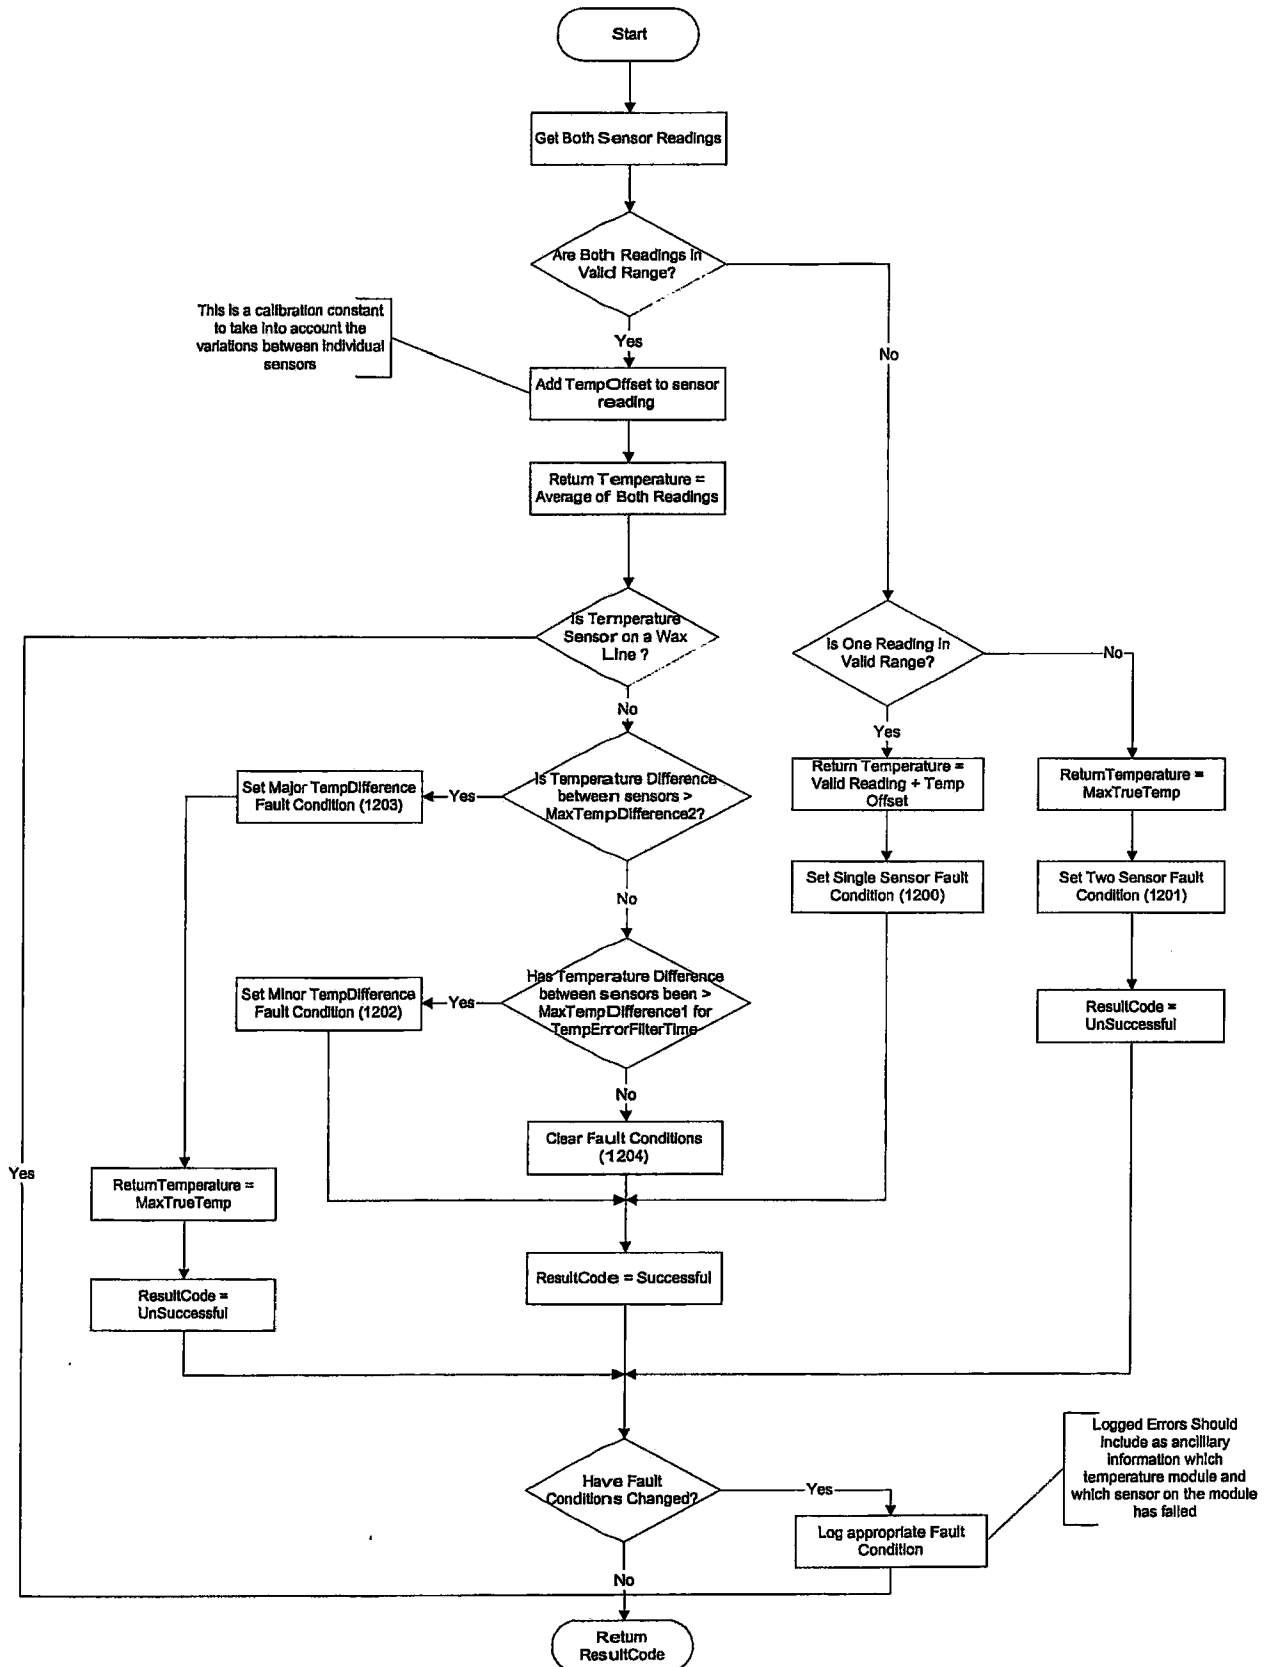 Start
Get Both Sensor Readings
Are Both Readings in
Valid Range?
This is a calibration constant
to take into account the
variations between individual
sensors
Yes
No
Add TempOffset to sensor
reading
Return Temperature =
Average of Both Readings
Is Temperature
Sensor on a Wax
Line ?
Is One Reading in
Valid Range?
No
No
Yes
Set Major TempDifference
Fault Condition (1203)
Yes
Is Temperature Difference
between sensors >
MaxTempDifference2?
Return Temperature =
Valid Reading + Temp
Offset
ReturnTemperature =
MaxTrueTemp
Set Single Sensor Fault
Condition (1200)
Set Two Sensor Fault
Condition (1201)
No
Set Minor TempDifference
Fault Condition (1202)
Yes
Has Temperature Difference
between sensors been >
MaxTempDifference1 for
TempErrorFilterTime
ResultCode =
UnSuccessful
No
Clear Fault Conditions
(1204)
Yes
ReturnTemperature =
MaxTrueTemp
ResultCode = Successful
ResultCode =
UnSuccessful
Have Fault
Conditions Changed?
Yes
Logged Errors Should
include as ancilliary
information which
temperature module and
which sensor on the module
has failed
Log appropriate Fault
Condition
No
Return
ResultCode